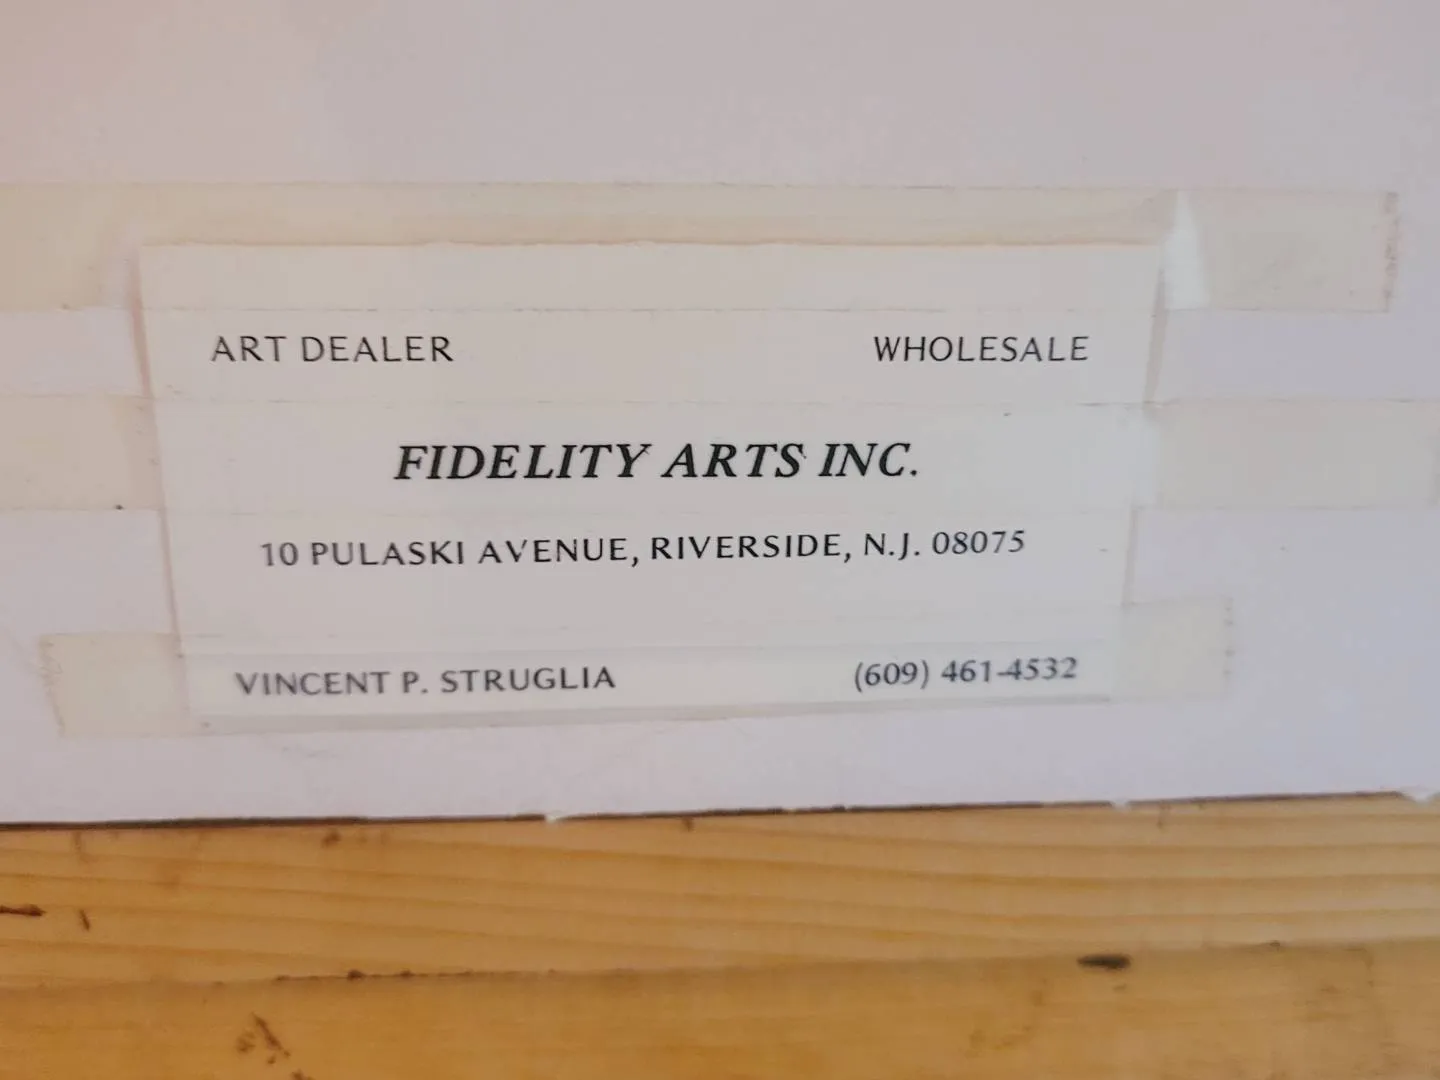 ART DEALER WHOLESALE
FIDELITY ARTS INC.
10 PULASKI AVENUE, RIVERSIDE, N.J. 08075
VINCENT P. STRUGLIA (609) 461-4532